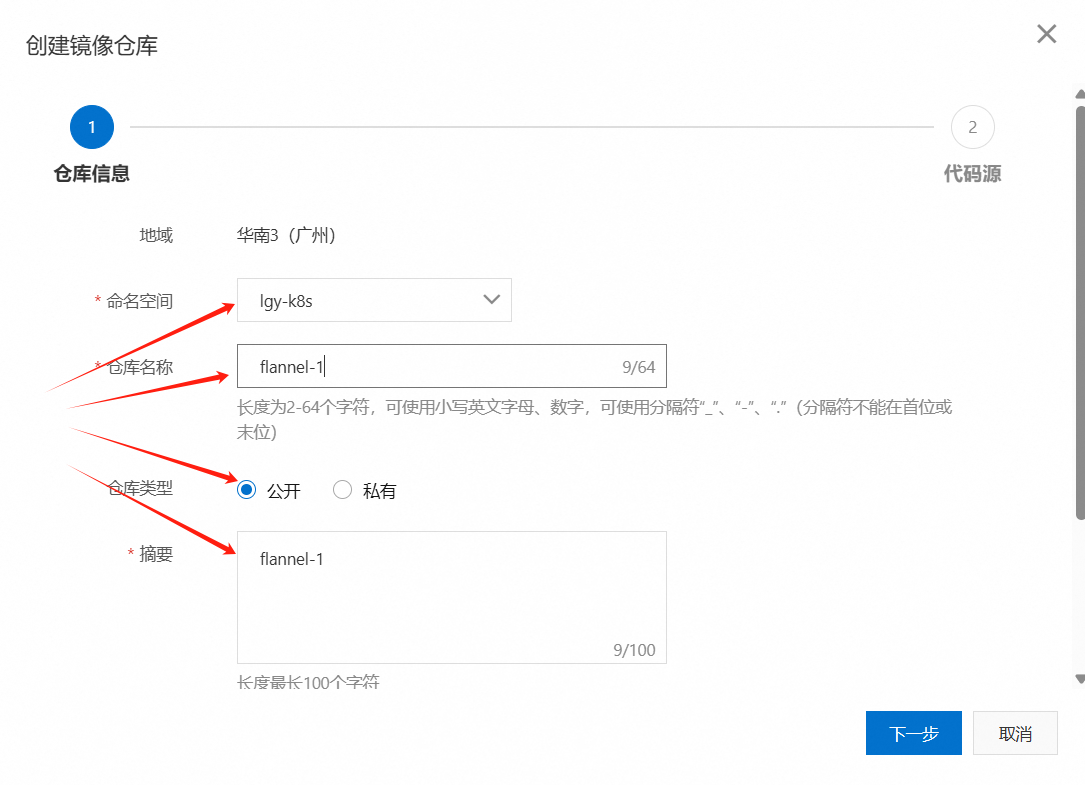 创建镜像仓库
1
2
仓库信息
代码源
地域
华南3（广州）
* 命名空间
lgy-k8s
* 仓库名称
flannel-1
9/64
长度为2-64个字符，可使用小写英文字母、数字，可使用分隔符“_”、“-”、“.”（分隔符不能在首位或
末位）
仓库类型
公开
私有
* 摘要
flannel-1
9/100
长度最长100个字符
下一步
取消